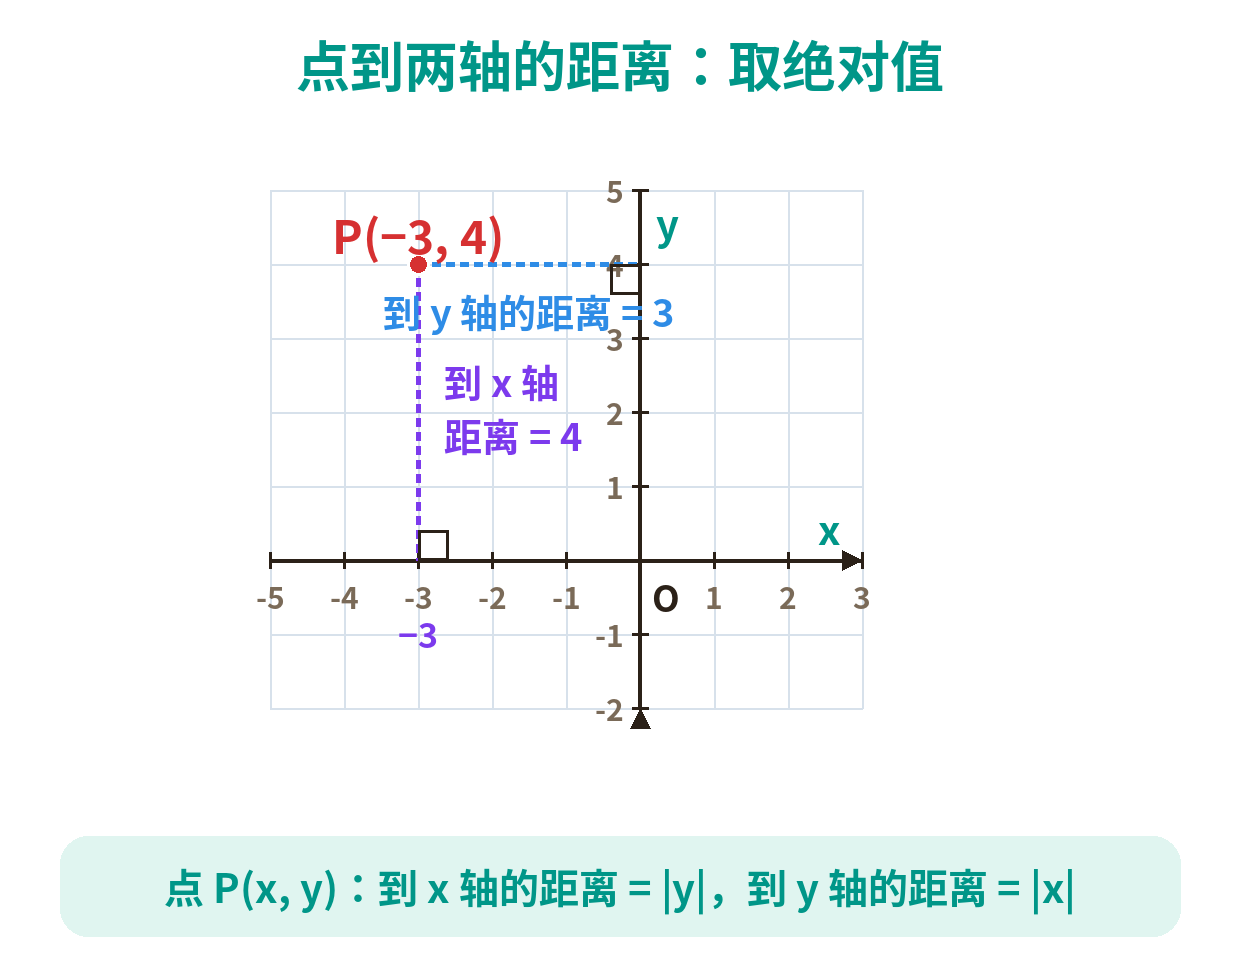 点到两轴的距离：取绝对值
5
y
P(−3, 4)
4
到 y 轴的距离 = 3
3
到 x 轴
2
距离 = 4
1
x
-5 -4 -3 -2 -1 O 1 2 3
−3
-1
-2
点 P(x, y)：到 x 轴的距离 = |y|，到 y 轴的距离 = |x|